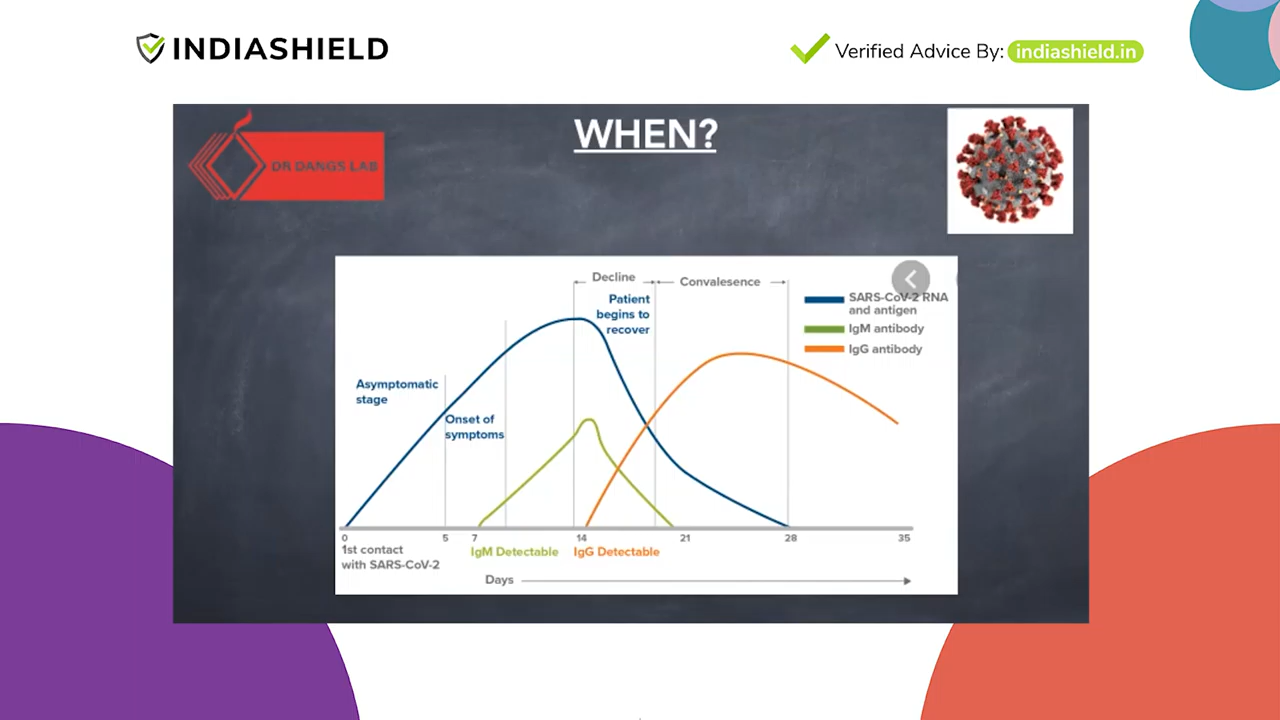 INDIASHIELD
Verified Advice By: indiashield.in
DR DANGS LAB
WHEN?
Decline
Convalesence
Patient
begins to
recover
SARS-CoV-2 RNA
and antigen
IgM antibody
IgG antibody
Asymptomatic
stage
Onset of
symptoms
0 5 7 14 21 28 35
1st contact
with SARS-CoV-2
IgM Detectable
IgG Detectable
Days